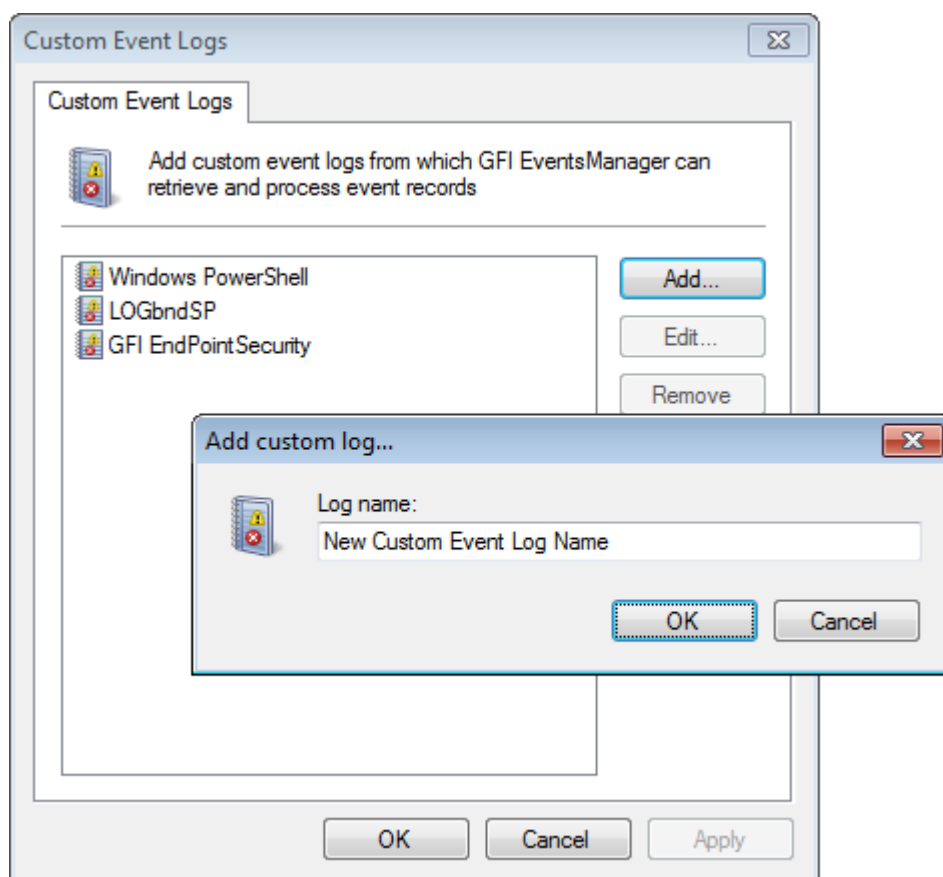 Custom Event Logs
Custom Event Logs
Add custom event logs from which GFI EventsManager can
retrieve and process event records
Windows PowerShell
LOGbndSP
GFI EndPointSecurity
Add...
Edit...
Remove
Add custom log...
Log name:
New Custom Event Log Name
OK
Cancel
OK
Cancel
Apply